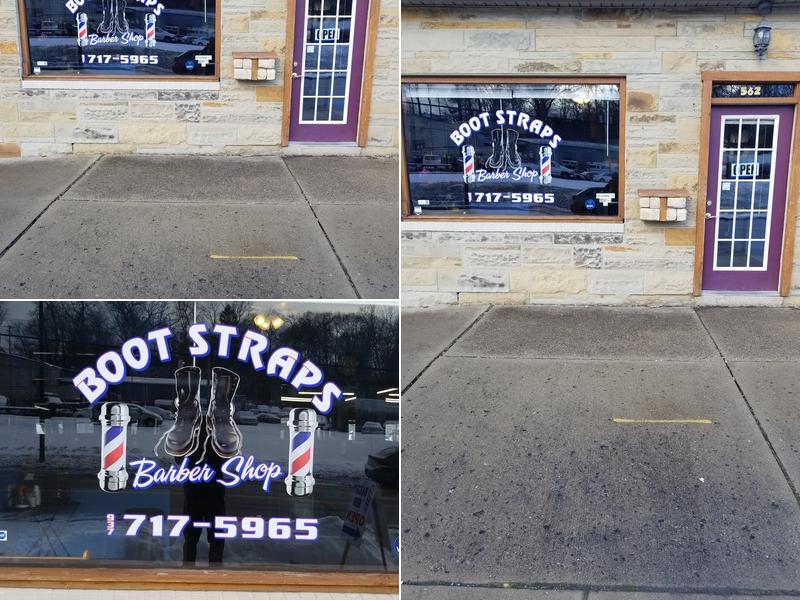 STRAPS
Barber Shop
717-5965
OPEN
BOOT STRAPS
Barber Shop
937 717-5965
562
BOOT STRAPS
Barber Shop
717-5965
OPEN